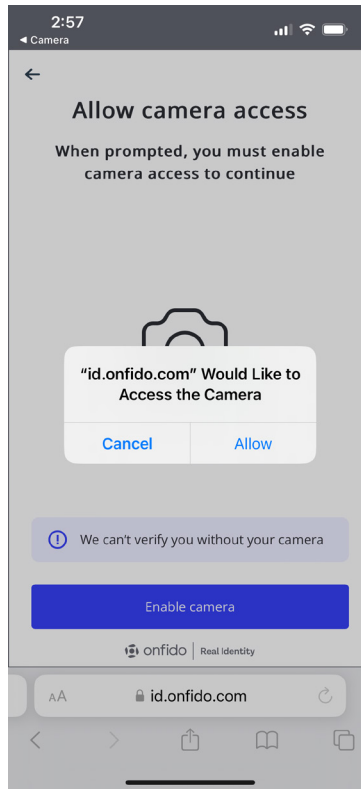 2:57
◀ Camera
Allow camera access
When prompted, you must enable
camera access to continue
“id.onfido.com” Would Like to
Access the Camera
Cancel Allow
We can't verify you without your camera
Enable camera
onfido | Real Identity
AA id.onfido.com